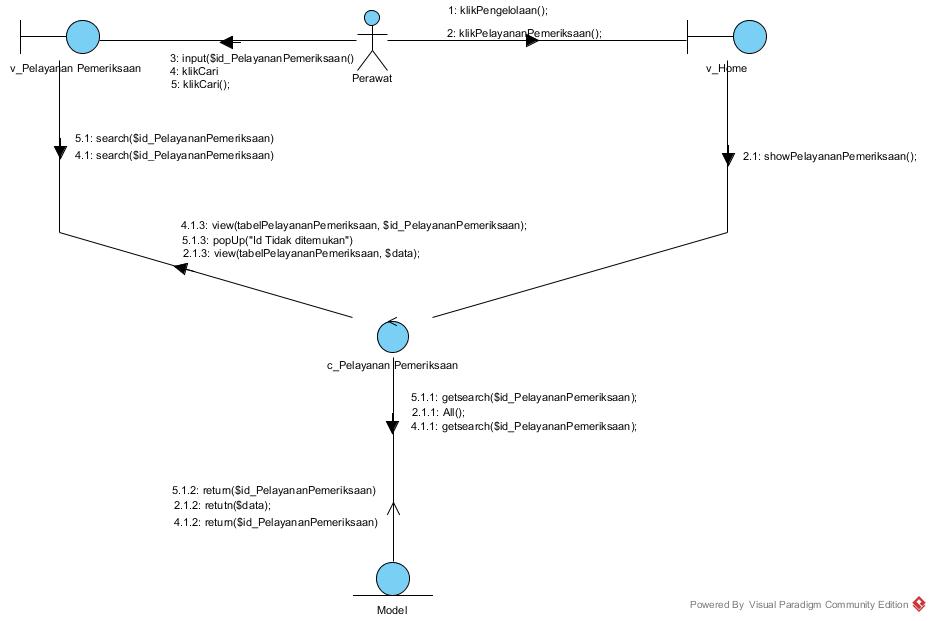 1: klikPengelolaan();
2: klikPelayananPemeriksaan();
3: input($id_PelayananPemeriksaan()
4: klikCari
5: klikCari();
Perawat
v_Pelayanan Pemeriksaan
v_Home
5.1: search($id_PelayananPemeriksaan)
4.1: search($id_PelayananPemeriksaan)
2.1: showPelayananPemeriksaan();
4.1.3: view(tabelPelayananPemeriksaan, $id_PelayananPemeriksaan);
5.1.3: popUp("Id Tidak ditemukan")
2.1.3: view(tabelPelayananPemeriksaan, $data);
c_Pelayanan Pemeriksaan
5.1.1: getsearch($id_PelayananPemeriksaan);
2.1.1: All();
4.1.1: getsearch($id_PelayananPemeriksaan);
5.1.2: return($id_PelayananPemeriksaan)
2.1.2: retutn($data);
4.1.2: return($id_PelayananPemeriksaan)
Model
Powered By Visual Paradigm Community Edition